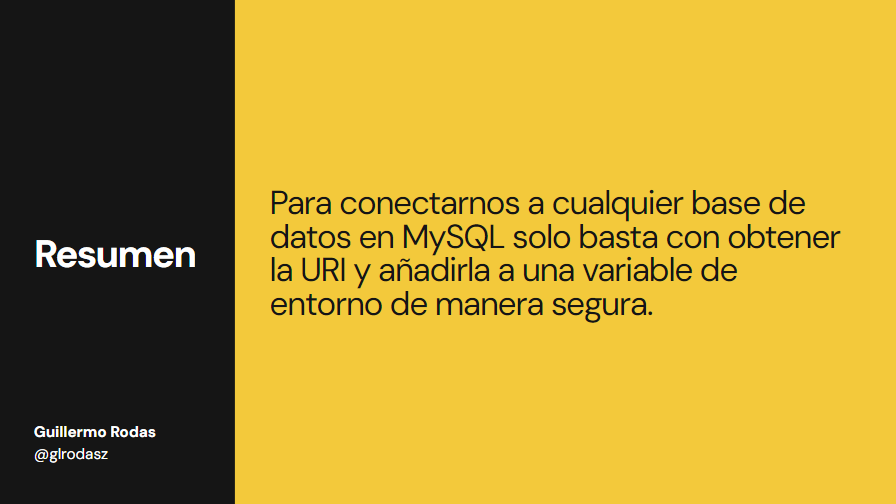 Resumen
Para conectarnos a cualquier base de
datos en MySQL solo basta con obtener
la URI y añadirla a una variable de
entorno de manera segura.
Guillermo Rodas
@glrodasz